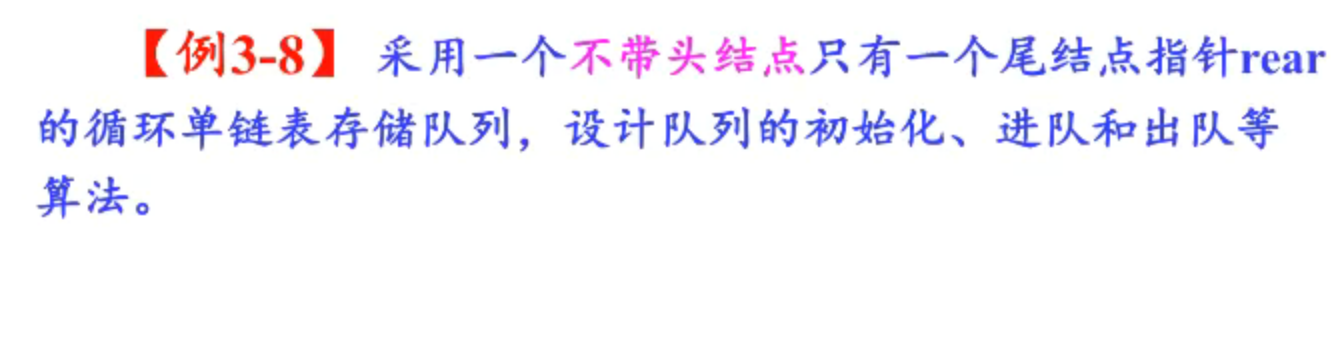 【例3-8】 采用一个不带头结点只有一个尾结点指针rear
的循环单链表存储队列，设计队列的初始化、进队和出队等
算法。